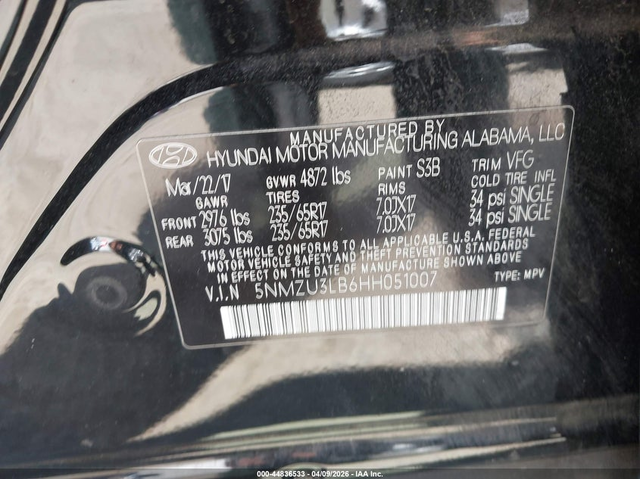 MANUFACTURED BY
HYUNDAI MOTOR MANUFACTURING ALABAMA, LLC
Mar/22/17 GVWR 4872 lbs PAINT S3B TRIM VFG
GAWR TIRES RIMS COLD TIRE INFL
FRONT 2976 lbs 235/65R17 7.0JX17 34 psi SINGLE
REAR 3075 lbs 235/65R17 7.0JX17 34 psi SINGLE
THIS VEHICLE CONFORMS TO ALL APPLICABLE U.S.A. FEDERAL
MOTOR VEHICLE SAFETY AND THEFT PREVENTION STANDARDS
IN EFFECT ON THE DATE OF MANUFACTURE SHOWN ABOVE
V.I.N 5NMZU3LB6HH051007 TYPE: MPV
000-44836533 - 04/09/2026 - IAA Inc.